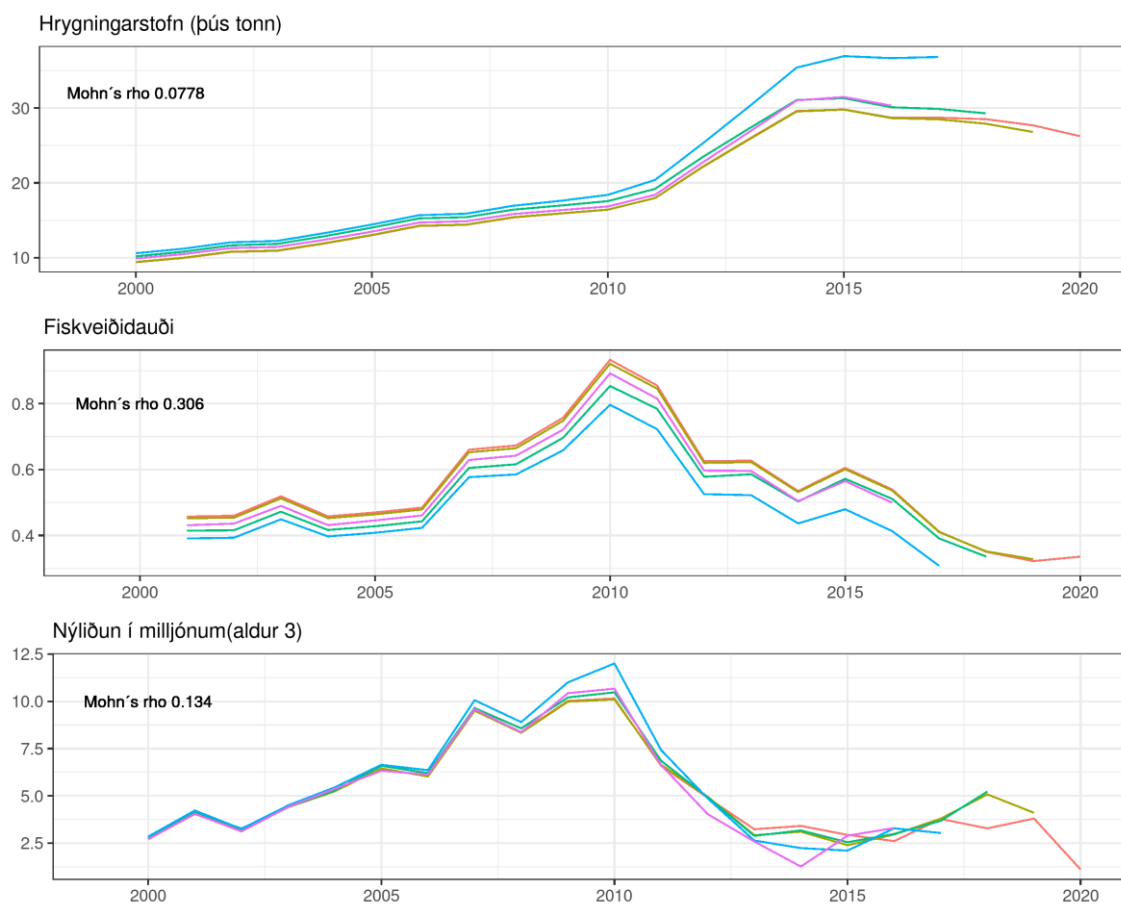 Hrygningarstofn (þús tonn)
Mohn´s rho 0.0778
30
20
10
2000 2005 2010 2015 2020
Fiskveiðidauði
Mohn´s rho 0.306
0.8
0.6
0.4
2000 2005 2010 2015 2020
Nýliðun í milljónum(aldur 3)
12.5
Mohn´s rho 0.134
10.0
7.5
5.0
2.5
2000 2005 2010 2015 2020